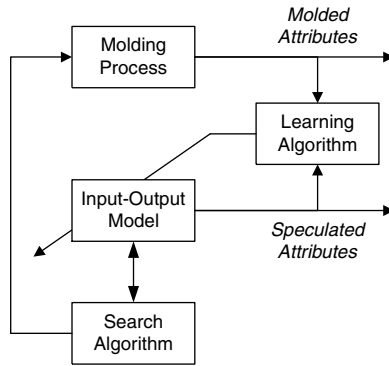 Molded
Attributes
Molding
Process
Learning
Algorithm
Input-Output
Model
Speculated
Attributes
Search
Algorithm